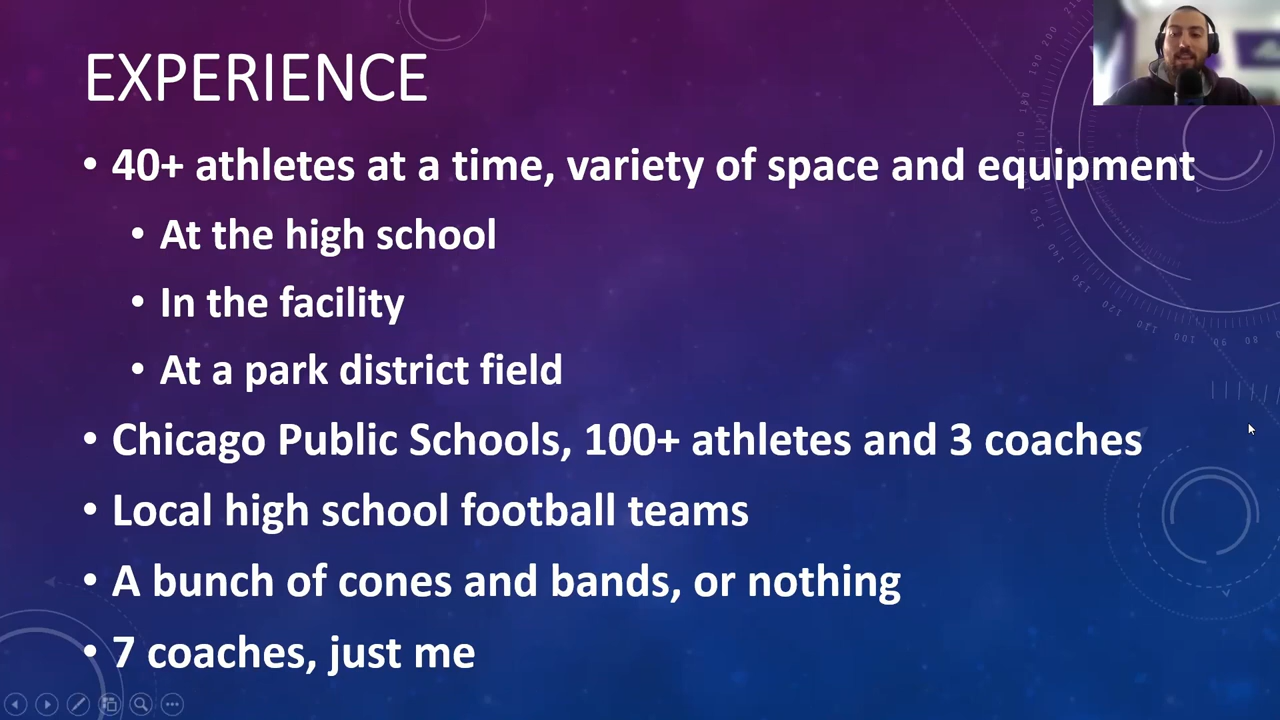 EXPERIENCE
• 40+ athletes at a time, variety of space and equipment
• At the high school
• In the facility
• At a park district field
• Chicago Public Schools, 100+ athletes and 3 coaches
• Local high school football teams
• A bunch of cones and bands, or nothing
• 7 coaches, just me